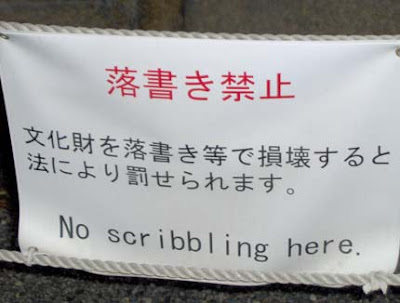 落書き禁止
文化財を落書き等で損壊すると
法により罰せられます。
No scribbling here.